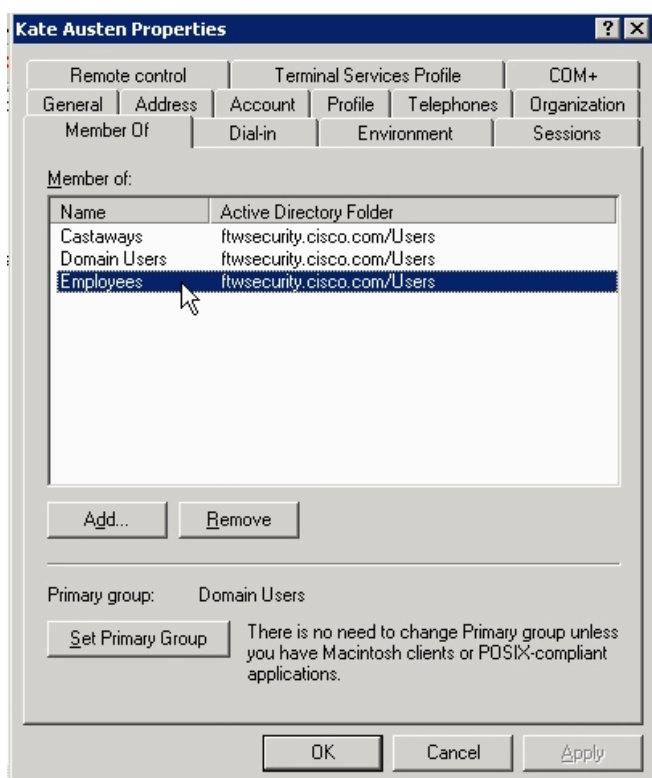 Kate Austen Properties
Remote control Terminal Services Profile COM+
General Address Account Profile Telephones Organization
Member Of Dial-in Environment Sessions
Member of:
Name Active Directory Folder
Castaways ftwsecurity.cisco.com/Users
Domain Users ftwsecurity.cisco.com/Users
Employees ftwsecurity.cisco.com/Users
Add... Remove
Primary group: Domain Users
Set Primary Group
There is no need to change Primary group unless
you have Macintosh clients or POSIX-compliant
applications.
OK Cancel Apply